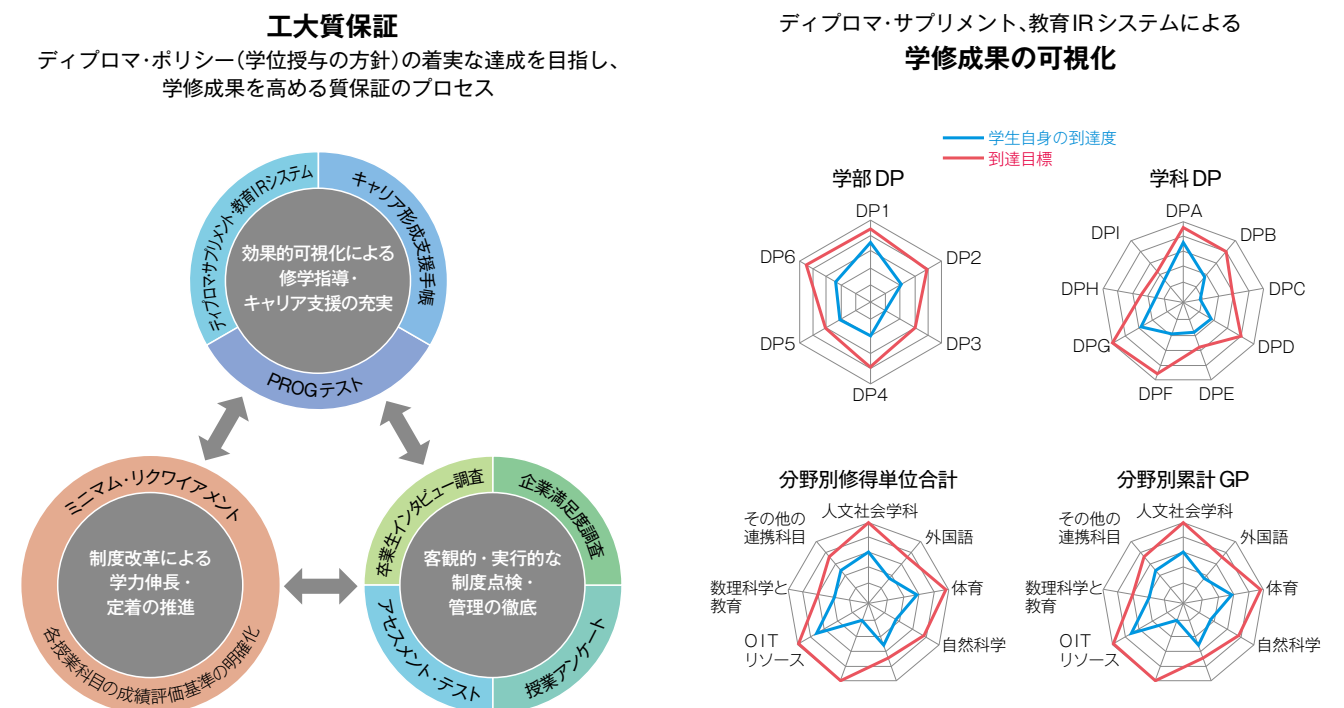 工大質保証
ディプロマ・ポリシー(学位授与の方針)の着実な達成を目指し、
学修成果を高める質保証のプロセス
ディプロマ・サプリメント・教育IRシステム
キャリア形成支援手帳
PROGテスト
効果的可視化による
修学指導・
キャリア支援の充実
ミニマム・リクワイアメント
各授業科目の成績評価基準の明確化
制度改革による
学力伸長・
定着の推進
卒業生インタビュー調査
企業満足度調査
アセスメント・テスト
授業アンケート
客観的・実行的な
制度点検・
管理の徹底
ディプロマ・サプリメント、教育IRシステムによる
学修成果の可視化
学生自身の到達度
到達目標
学部DP
DP1
DP2
DP3
DP4
DP5
DP6
学科DP
DPA
DPB
DPC
DPD
DPE
DPF
DPG
DPH
DPI
分野別修得単位合計
人文社会学科
外国語
体育
自然科学
OIT
リソース
数理科学と
教育
その他の
連携科目
分野別累計GP
人文社会学科
外国語
体育
自然科学
OIT
リソース
数理科学と
教育
その他の
連携科目